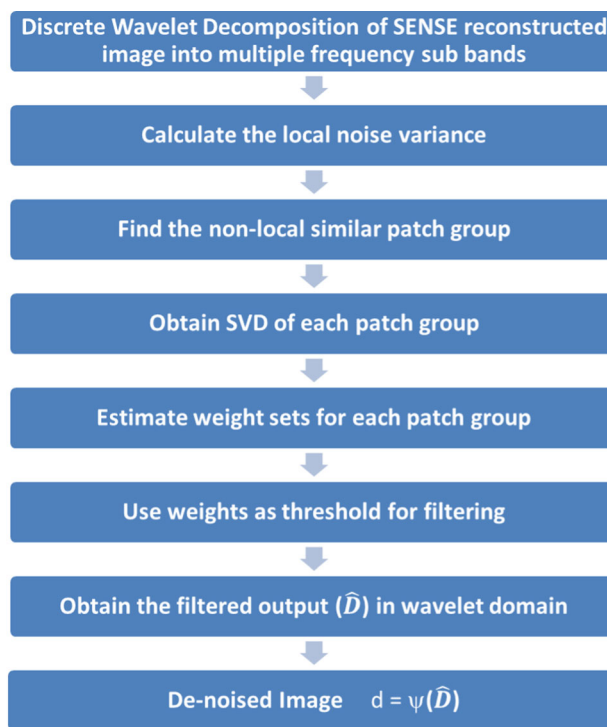 Discrete Wavelet Decomposition of SENSE reconstructed
image into multiple frequency sub bands
Calculate the local noise variance
Find the non-local similar patch group
Obtain SVD of each patch group
Estimate weight sets for each patch group
Use weights as threshold for filtering
Obtain the filtered output (D̂) in wavelet domain
De-noised Image d = ψ(D̂)